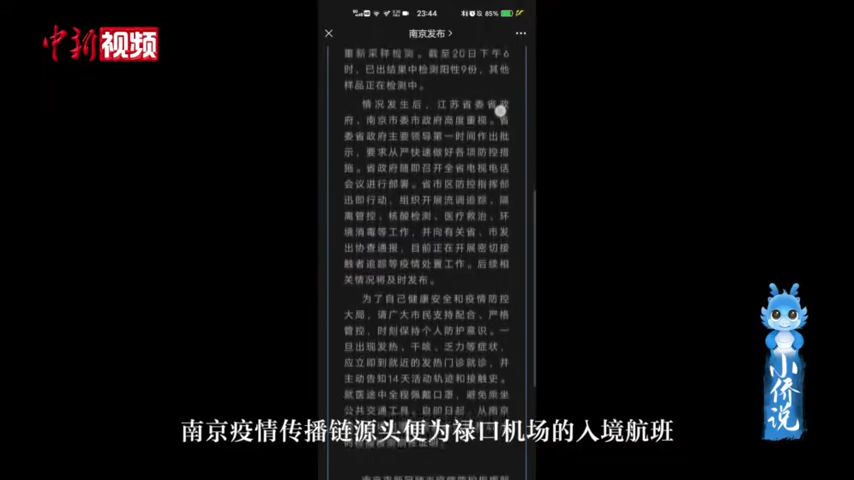 23:44
85%
中新视频
南京发布
重新采样检测。截至20日下午6
时，已出结果中检测阳性9份，其他
样品正在检测中。
情况发生后，江苏省委省政
府，南京市委市政府高度重视。省
委省政府主要领导第一时间作出批
示，要求从严快速做好各项防控措
施。省政府随即召开全省电视电话
会议进行部署。省市区防控指挥部
迅即行动，组织开展流调追踪、隔
离管控、核酸检测、医疗救治、环
境消毒等工作，并向有关省、市发
出协查通报，目前正在开展密切接
触者追踪等疫情处置工作。后续相
关情况将及时发布。
为了自己健康安全和疫情防控
大局，请广大市民支持配合、严格
管控，时刻保持个人防护意识。一
旦出现发热、干咳、乏力等症状，
应立即到就近的发热门诊就诊，并
主动告知14天活动轨迹和接触史。
就医途中全程佩戴口罩，避免乘坐
公共交通工具。自即日起，从南京
南京疫情传播链源头便为禄口机场的入境航班
小侨说